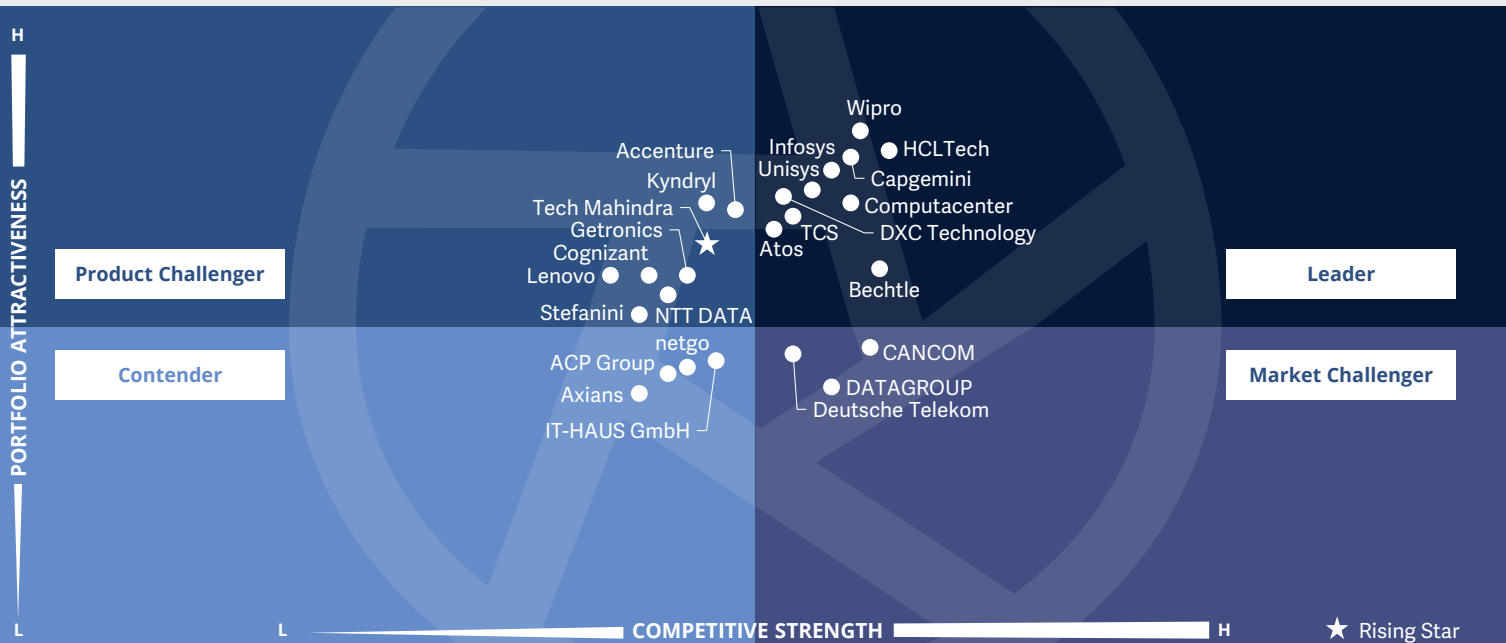 H
PORTFOLIO ATTRACTIVENESS
L
Product Challenger
Leader
Contender
Market Challenger
Wipro
Infosys
HCLTech
Unisys
Capgemini
Computacenter
TCS
DXC Technology
Atos
Bechtle
Accenture
Kyndryl
Tech Mahindra
Getronics
Cognizant
Lenovo
Stefanini
NTT DATA
netgo
ACP Group
Axians
IT-HAUS GmbH
CANCOM
DATAGROUP
Deutsche Telekom
L
COMPETITIVE STRENGTH
H
Rising Star